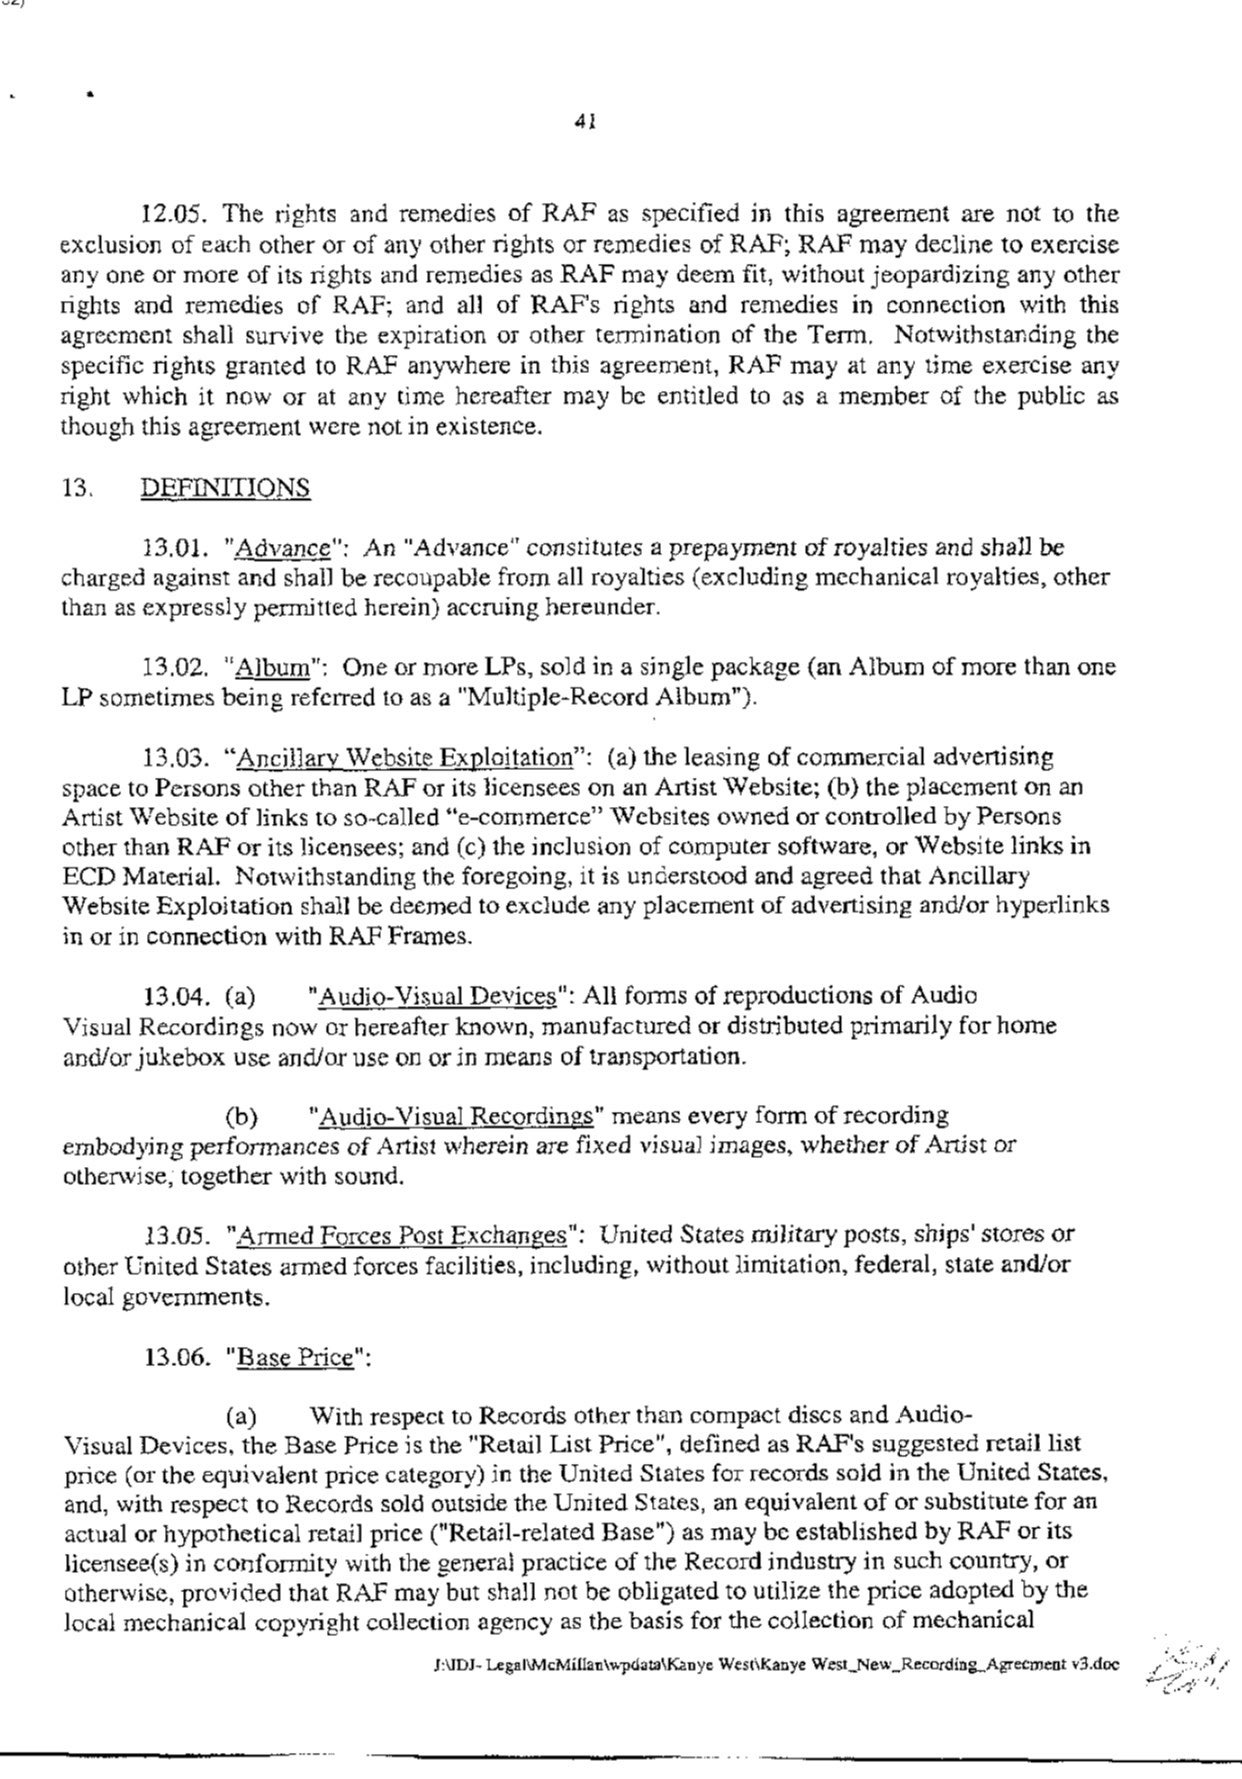 41
12.05. The rights and remedies of RAF as specified in this agreement are not to the
exclusion of each other or of any other rights or remedies of RAF; RAF may decline to exercise
any one or more of its rights and remedies as RAF may deem fit, without jeopardizing any other
rights and remedies of RAF; and all of RAF's rights and remedies in connection with this
agreement shall survive the expiration or other termination of the Term. Notwithstanding the
specific rights granted to RAF anywhere in this agreement, RAF may at any time exercise any
right which it now or at any time hereafter may be entitled to as a member of the public as
though this agreement were not in existence.
13. DEFINITIONS
13.01. "Advance": An "Advance" constitutes a prepayment of royalties and shall be
charged against and shall be recoupable from all royalties (excluding mechanical royalties, other
than as expressly permitted herein) accruing hereunder.
13.02. "Album": One or more LPs, sold in a single package (an Album of more than one
LP sometimes being referred to as a "Multiple-Record Album").
13.03. “Ancillary Website Exploitation”: (a) the leasing of commercial advertising
space to Persons other than RAF or its licensees on an Artist Website; (b) the placement on an
Artist Website of links to so-called “e-commerce” Websites owned or controlled by Persons
other than RAF or its licensees; and (c) the inclusion of computer software, or Website links in
ECD Material. Notwithstanding the foregoing, it is understood and agreed that Ancillary
Website Exploitation shall be deemed to exclude any placement of advertising and/or hyperlinks
in or in connection with RAF Frames.
13.04. (a) "Audio-Visual Devices": All forms of reproductions of Audio
Visual Recordings now or hereafter known, manufactured or distributed primarily for home
and/or jukebox use and/or use on or in means of transportation.
(b) "Audio-Visual Recordings" means every form of recording
embodying performances of Artist wherein are fixed visual images, whether of Artist or
otherwise, together with sound.
13.05. "Armed Forces Post Exchanges": United States military posts, ships' stores or
other United States armed forces facilities, including, without limitation, federal, state and/or
local governments.
13.06. "Base Price":
(a) With respect to Records other than compact discs and Audio-
Visual Devices, the Base Price is the "Retail List Price", defined as RAF's suggested retail list
price (or the equivalent price category) in the United States for records sold in the United States,
and, with respect to Records sold outside the United States, an equivalent of or substitute for an
actual or hypothetical retail price ("Retail-related Base") as may be established by RAF or its
licensee(s) in conformity with the general practice of the Record industry in such country, or
otherwise, provided that RAF may but shall not be obligated to utilize the price adopted by the
local mechanical copyright collection agency as the basis for the collection of mechanical
J:\IDJ- Legal\McMillan\wpdata\Kanye West\Kanye West_New_Recording_Agreement v3.doc